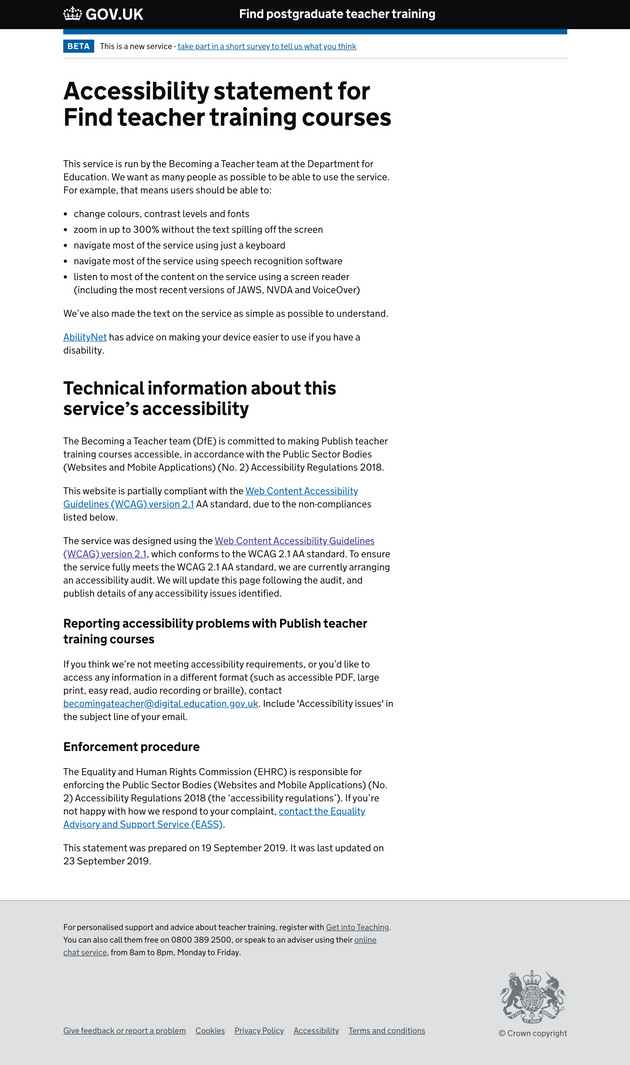 GOV.UK
Find postgraduate teacher training
BETA
This is a new service - take part in a short survey to tell us what you think
Accessibility statement for
Find teacher training courses
This service is run by the Becoming a Teacher team at the Department for
Education. We want as many people as possible to be able to use the service.
For example, that means users should be able to:
• change colours, contrast levels and fonts
• zoom in up to 300% without the text spilling off the screen
• navigate most of the service using just a keyboard
• navigate most of the service using speech recognition software
• listen to most of the content on the service using a screen reader
(including the most recent versions of JAWS, NVDA and VoiceOver)
We’ve also made the text on the service as simple as possible to understand.
AbilityNet has advice on making your device easier to use if you have a
disability.
Technical information about this
service’s accessibility
The Becoming a Teacher team (DfE) is committed to making Publish teacher
training courses accessible, in accordance with the Public Sector Bodies
(Websites and Mobile Applications) (No. 2) Accessibility Regulations 2018.
This website is partially compliant with the Web Content Accessibility
Guidelines (WCAG) version 2.1 AA standard, due to the non-compliances
listed below.
The service was designed using the Web Content Accessibility Guidelines
(WCAG) version 2.1, which conforms to the WCAG 2.1 AA standard. To ensure
the service fully meets the WCAG 2.1 AA standard, we are currently arranging
an accessibility audit. We will update this page following the audit, and
publish details of any accessibility issues identified.
Reporting accessibility problems with Publish teacher
training courses
If you think we’re not meeting accessibility requirements, or you’d like to
access any information in a different format (such as accessible PDF, large
print, easy read, audio recording or braille), contact
becomingateacher@digital.education.gov.uk. Include 'Accessibility issues' in
the subject line of your email.
Enforcement procedure
The Equality and Human Rights Commission (EHRC) is responsible for
enforcing the Public Sector Bodies (Websites and Mobile Applications) (No.
2) Accessibility Regulations 2018 (the ‘accessibility regulations’). If you’re
not happy with how we respond to your complaint, contact the Equality
Advisory and Support Service (EASS).
This statement was prepared on 19 September 2019. It was last updated on
23 September 2019.
For personalised support and advice about teacher training, register with Get into Teaching.
You can also call them free on 0800 389 2500, or speak to an adviser using their online
chat service, from 8am to 8pm, Monday to Friday.
Give feedback or report a problem Cookies Privacy Policy Accessibility Terms and conditions
© Crown copyright